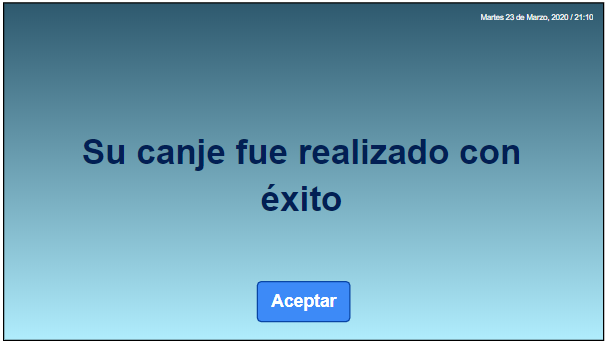 Martes 23 de Marzo, 2020 / 21:10
Su canje fue realizado con
éxito
Aceptar